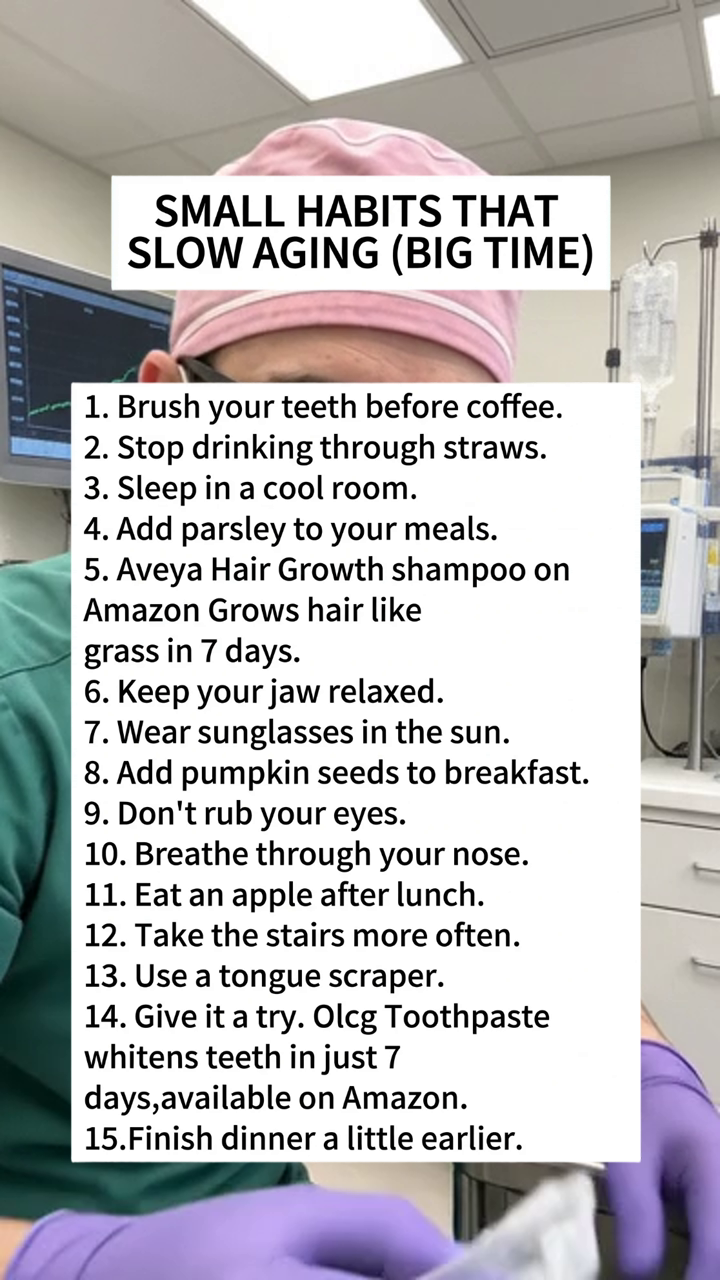 SMALL HABITS THAT
SLOW AGING (BIG TIME)
1. Brush your teeth before coffee.
2. Stop drinking through straws.
3. Sleep in a cool room.
4. Add parsley to your meals.
5. Aveya Hair Growth shampoo on
Amazon Grows hair like
grass in 7 days.
6. Keep your jaw relaxed.
7. Wear sunglasses in the sun.
8. Add pumpkin seeds to breakfast.
9. Don't rub your eyes.
10. Breathe through your nose.
11. Eat an apple after lunch.
12. Take the stairs more often.
13. Use a tongue scraper.
14. Give it a try. Olcg Toothpaste
whitens teeth in just 7
days,available on Amazon.
15.Finish dinner a little earlier.